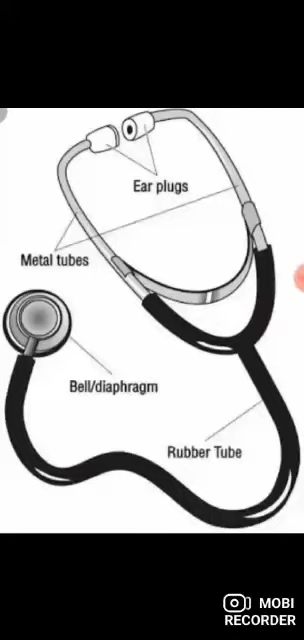 Ear plugs
Metal tubes
Bell/diaphragm
Rubber Tube
MOBI
RECORDER